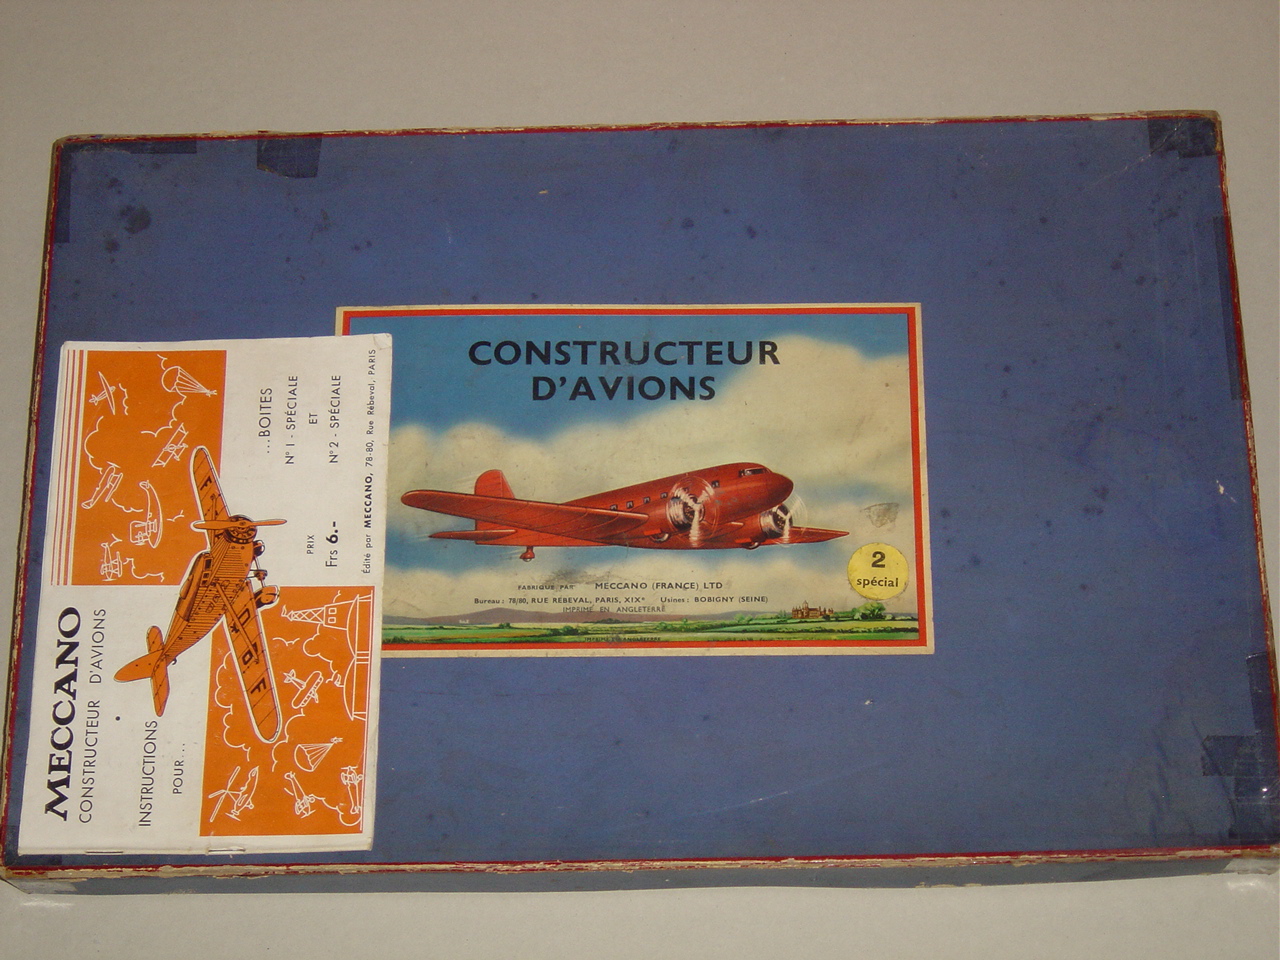 CONSTRUCTEUR
D'AVIONS
2
spécial
FABRIQUÉ PAR MECCANO (FRANCE) LTD
Bureau : 78/80, RUE REBEVAL, PARIS, XIXe Usines : BOBIGNY (SEINE)
IMPRIMÉ EN ANGLETERRE
MECCANO
CONSTRUCTEUR D'AVIONS
INSTRUCTIONS
POUR...
...BOITES
N° 1 - SPÉCIALE
ET
N° 2 - SPÉCIALE
PRIX
Frs 6.-
Édité par MECCANO, 78-80, Rue Rébeval, PARIS